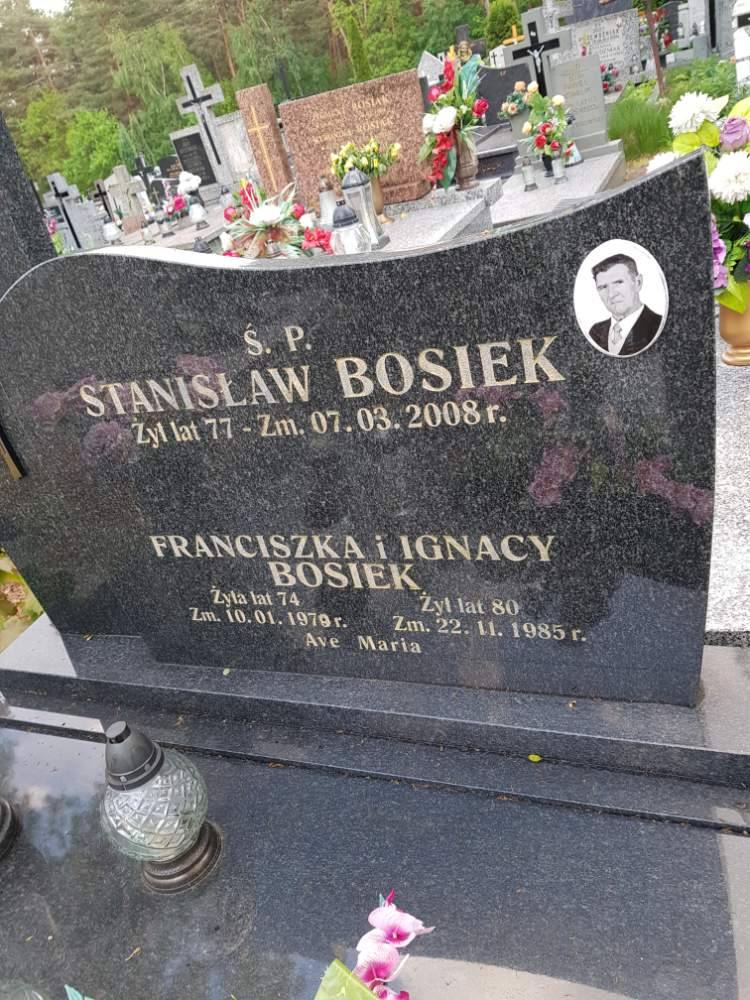 Ś. P.
STANISŁAW BOSIEK
Żył lat 77 - Zm. 07.03.2008 r.
FRANCISZKA i IGNACY
BOSIEK
Żyła lat 74 Żył lat 80
Zm. 10.01.1979 r. Zm. 22.11.1985 r.
Ave Maria